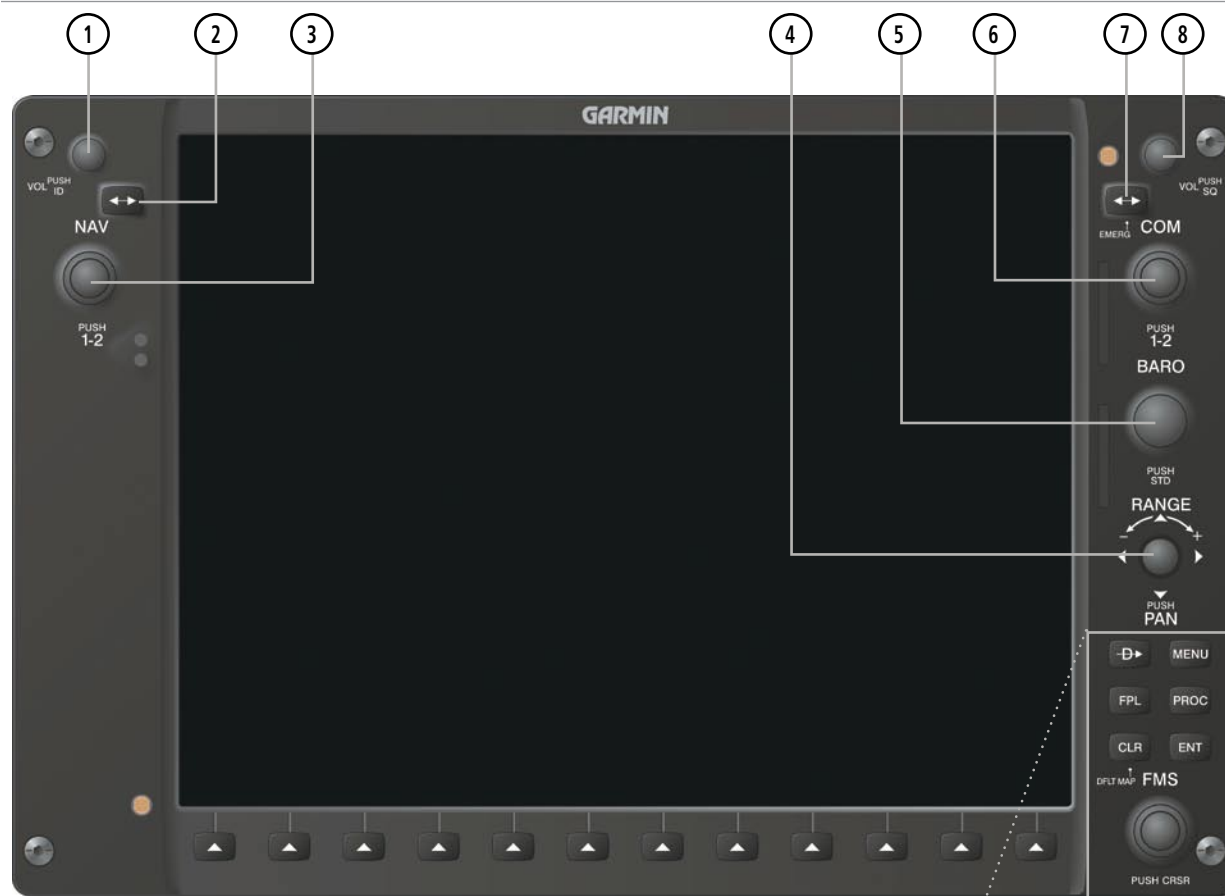 1 2 3 4 5 6 7 8
GARMIN
VOL PUSH ID
NAV
PUSH
1-2
VOL PUSH SQ
EMERG COM
PUSH
1-2
BARO
PUSH
STD
RANGE
- +
PUSH
PAN
D MENU
FPL PROC
CLR ENT
DFLT MAP FMS
PUSH CRSR